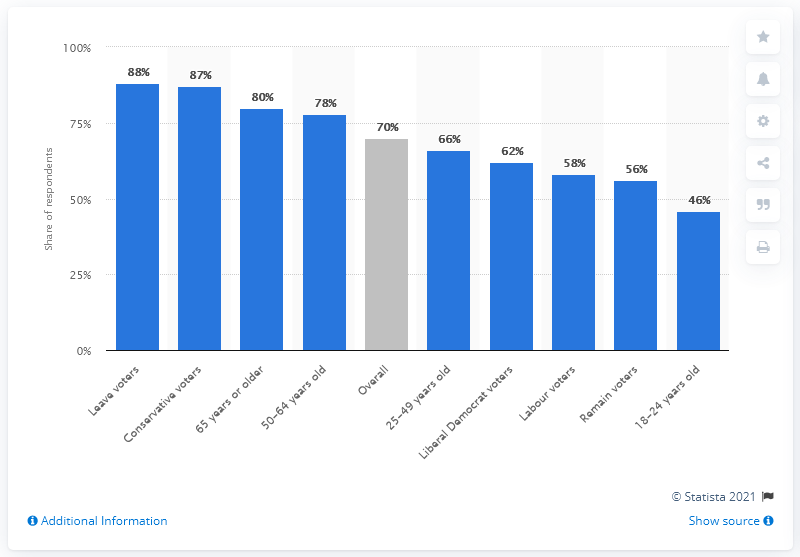 100%
75%
50%
25%
0%
Share of respondents
88%
87%
80%
78%
70%
66%
62%
58%
56%
46%
Leave voters
Conservative voters
65 years or older
50–64 years old
Overall
25–49 years old
Liberal Democrat voters
Labour voters
Remain voters
18–24 years old
© Statista 2021
Additional Information
Show source